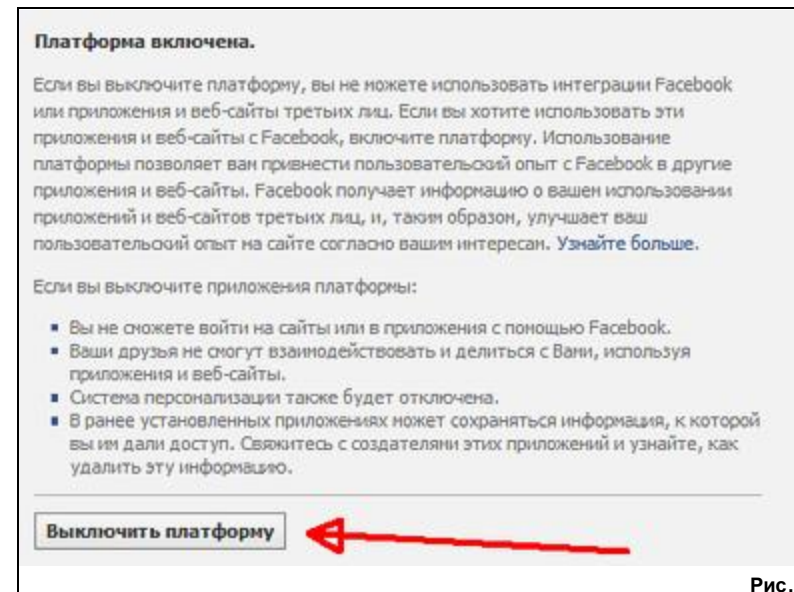 Платформа включена.
Если вы выключите платформу, вы не можете использовать интеграции Facebook
или приложения и веб-сайты третьих лиц. Если вы хотите использовать эти
приложения и веб-сайты с Facebook, включите платформу. Использование
платформы позволяет вам привнести пользовательский опыт с Facebook в другие
приложения и веб-сайты. Facebook получает информацию о вашем использовании
приложений и веб-сайтов третьих лиц, и, таким образом, улучшает ваш
пользовательский опыт на сайте согласно вашим интересам. Узнайте больше.
Если вы выключите приложения платформы:
Вы не сможете войти на сайты или в приложения с помощью Facebook.
Ваши друзья не смогут взаимодействовать и делиться с Вами, используя
приложения и веб-сайты.
Система персонализации также будет отключена.
В ранее установленных приложениях может сохраняться информация, к которой
вы им дали доступ. Свяжитесь с создателями этих приложений и узнайте, как
удалить эту информацию.
Выключить платформу
Рис.